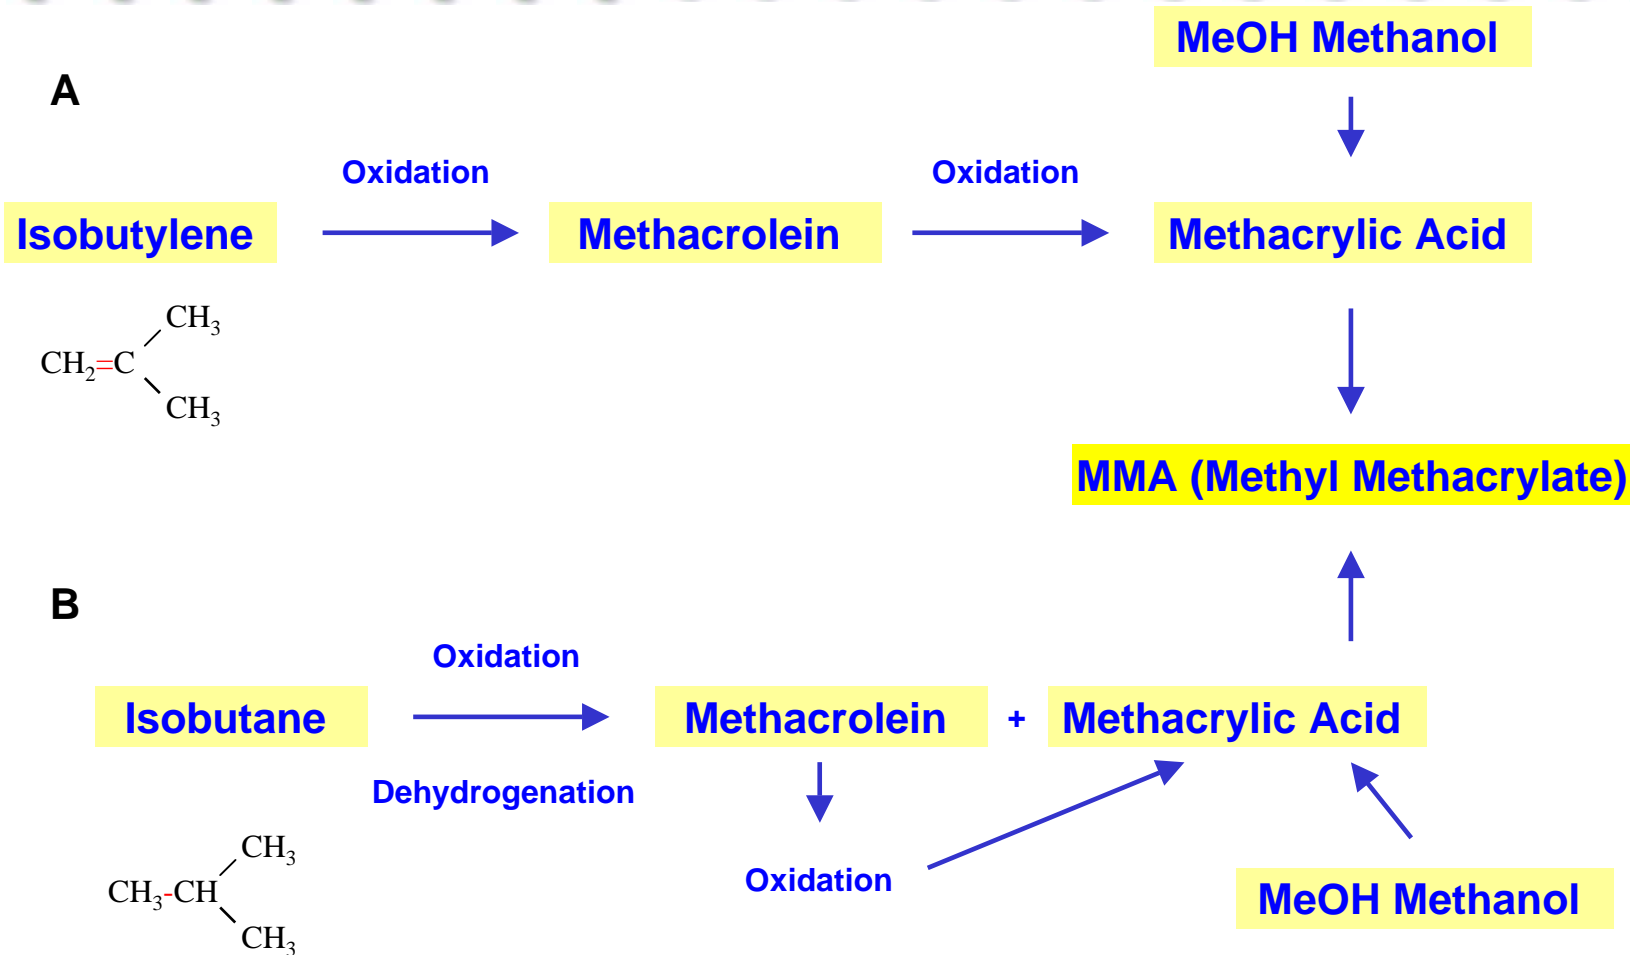 MeOH Methanol
A
Oxidation
Oxidation
Isobutylene
Methacrolein
Methacrylic Acid
CH₃
CH₂=C
CH₃
MMA (Methyl Methacrylate)
B
Oxidation
Isobutane
Methacrolein
+
Methacrylic Acid
Dehydrogenation
CH₃
CH₃-CH
CH₃
Oxidation
MeOH Methanol